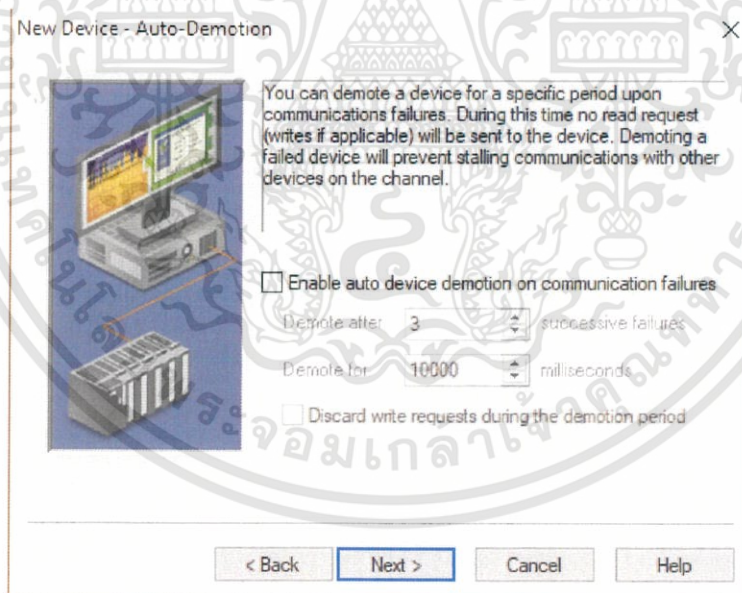 New Device - Auto-Demotion
You can demote a device for a specific period upon
communications failures. During this time no read request
(writes if applicable) will be sent to the device. Demoting a
failed device will prevent stalling communications with other
devices on the channel.
Enable auto device demotion on communication failures
Demote after 3 successive failures
Demote for 10000 milliseconds
Discard write requests during the demotion period
< Back Next > Cancel Help